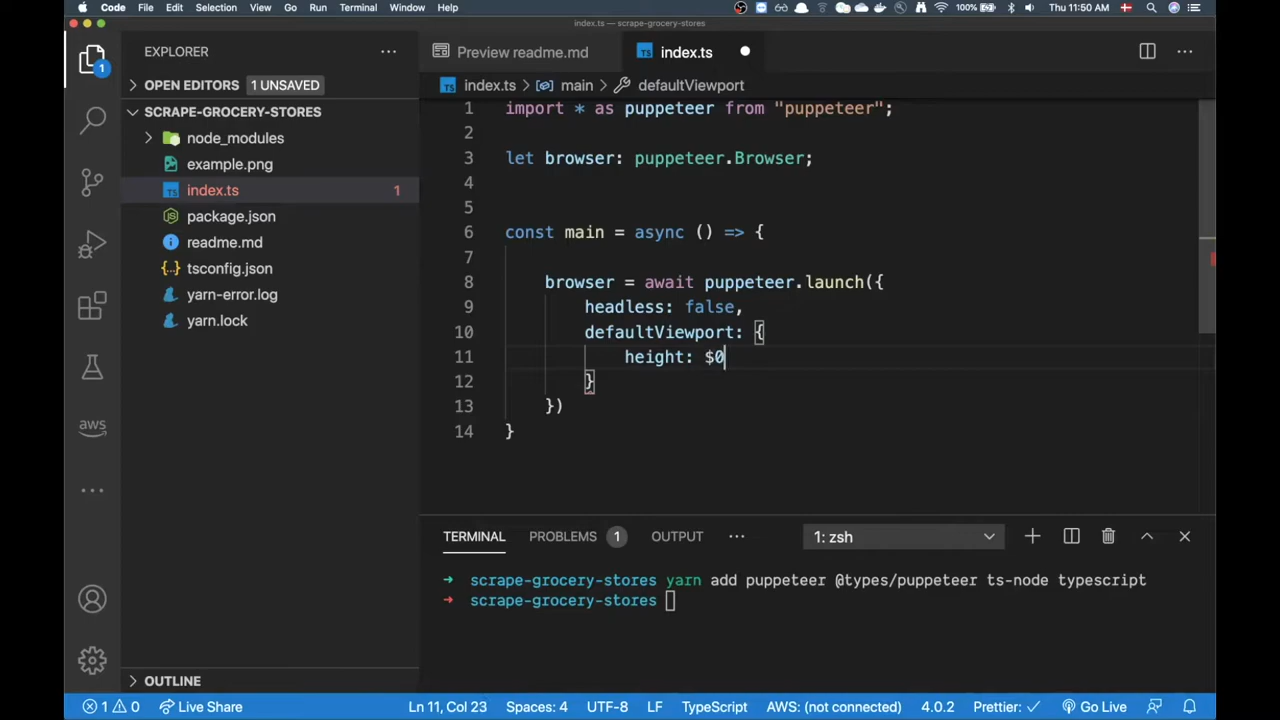 Code File Edit Selection View Go Run Terminal Window Help 100% Thu 11:50 AM
index.ts — scrape-grocery-stores
EXPLORER
Preview readme.md
TS index.ts
OPEN EDITORS 1 UNSAVED
index.ts > main > defaultViewport
SCRAPE-GROCERY-STORES
node_modules
example.png
TS index.ts 1
package.json
readme.md
tsconfig.json
yarn-error.log
yarn.lock
OUTLINE
1
aws
1 import * as puppeteer from "puppeteer";
2
3 let browser: puppeteer.Browser;
4
5
6 const main = async () => {
7
8 browser = await puppeteer.launch({
9 headless: false,
10 defaultViewport: {
11 height: $0
12 }
13 })
14 }
TERMINAL PROBLEMS 1 OUTPUT 1: zsh
→ scrape-grocery-stores yarn add puppeteer @types/puppeteer ts-node typescript
→ scrape-grocery-stores
1 0 Live Share Ln 11, Col 23 Spaces: 4 UTF-8 LF TypeScript AWS: (not connected) 4.0.2 Prettier: ✓ Go Live